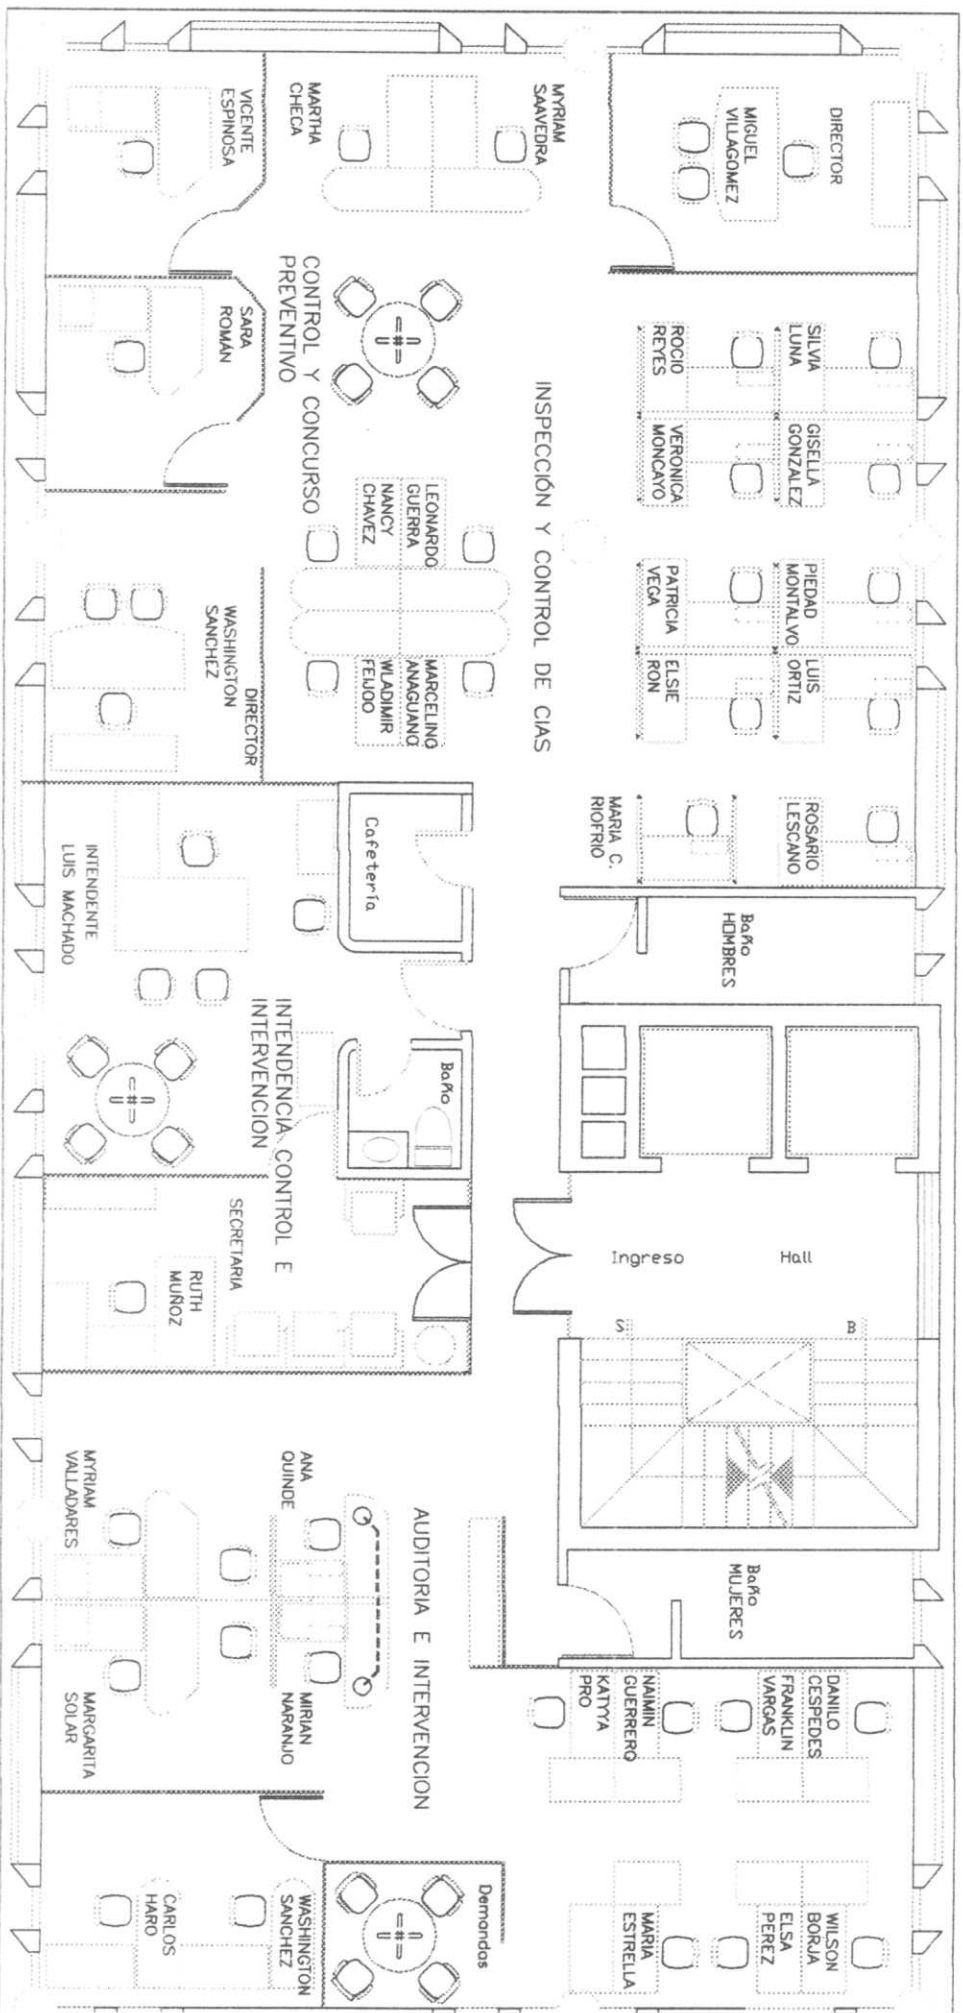 DIRECTOR
MIGUEL
VILLAGOMEZ
MYRIAM
SAAVEDRA
MARTHA
CHECA
VICENTE
ESPINOSA
SILVIA
LUNA
GISELLA
GONZALEZ
PIEDAD
MONTALVO
LUIS
ORTIZ
ROSARIO
LESCANO
ROCIO
REYES
VERONICA
MONCAYO
PATRICIA
VEGA
ELSIE
RON
MARIA C.
RIOFRIO
INSPECCIÓN Y CONTROL DE CIAS
LEONARDO
GUERRA
NANCY
CHAVEZ
MARCELINO
ANAGUANO
WLADIMIR
FEIJOO
CONTROL Y CONCURSO
PREVENTIVO
SARA
ROMÁN
DIRECTOR
WASHINGTON
SANCHEZ
Cafetería
INTENDENTE
LUIS MACHADO
Baño
HOMBRES
Baño
INTENDENCIA CONTROL E
INTERVENCION
SECRETARIA
RUTH
MUÑOZ
Hall
Ingreso
B
S
Baño
MUJERES
AUDITORIA E INTERVENCION
ANA
QUINDE
MIRIAN
NARANJO
MYRIAM
VALLADARES
MARGARITA
SOLAR
DANILO
CESPEDES
FRANKLIN
VARGAS
NAIMIN
GUERRERO
KATYYA
PRO
WILSON
BORJA
ELSA
PEREZ
MARIA
ESTRELLA
Demandas
WASHINGTON
SANCHEZ
CARLOS
HARO